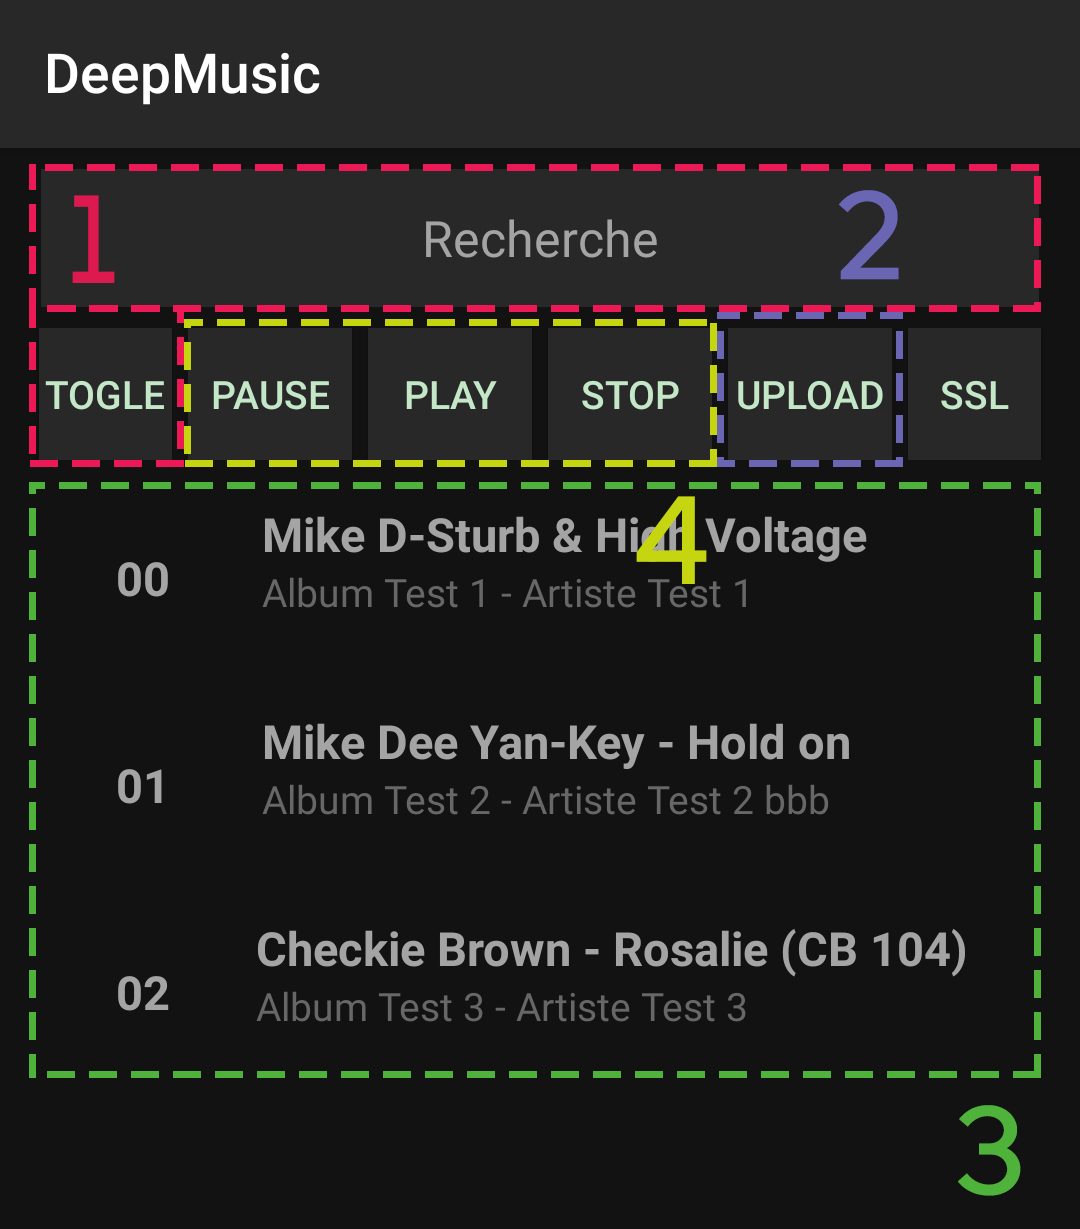 DeepMusic
1 Recherche 2
TOGLE PAUSE PLAY STOP UPLOAD SSL
4
00 Mike D-Sturb & High Voltage
Album Test 1 - Artiste Test 1
01 Mike Dee Yan-Key - Hold on
Album Test 2 - Artiste Test 2 bbb
02 Checkie Brown - Rosalie (CB 104)
Album Test 3 - Artiste Test 3
3